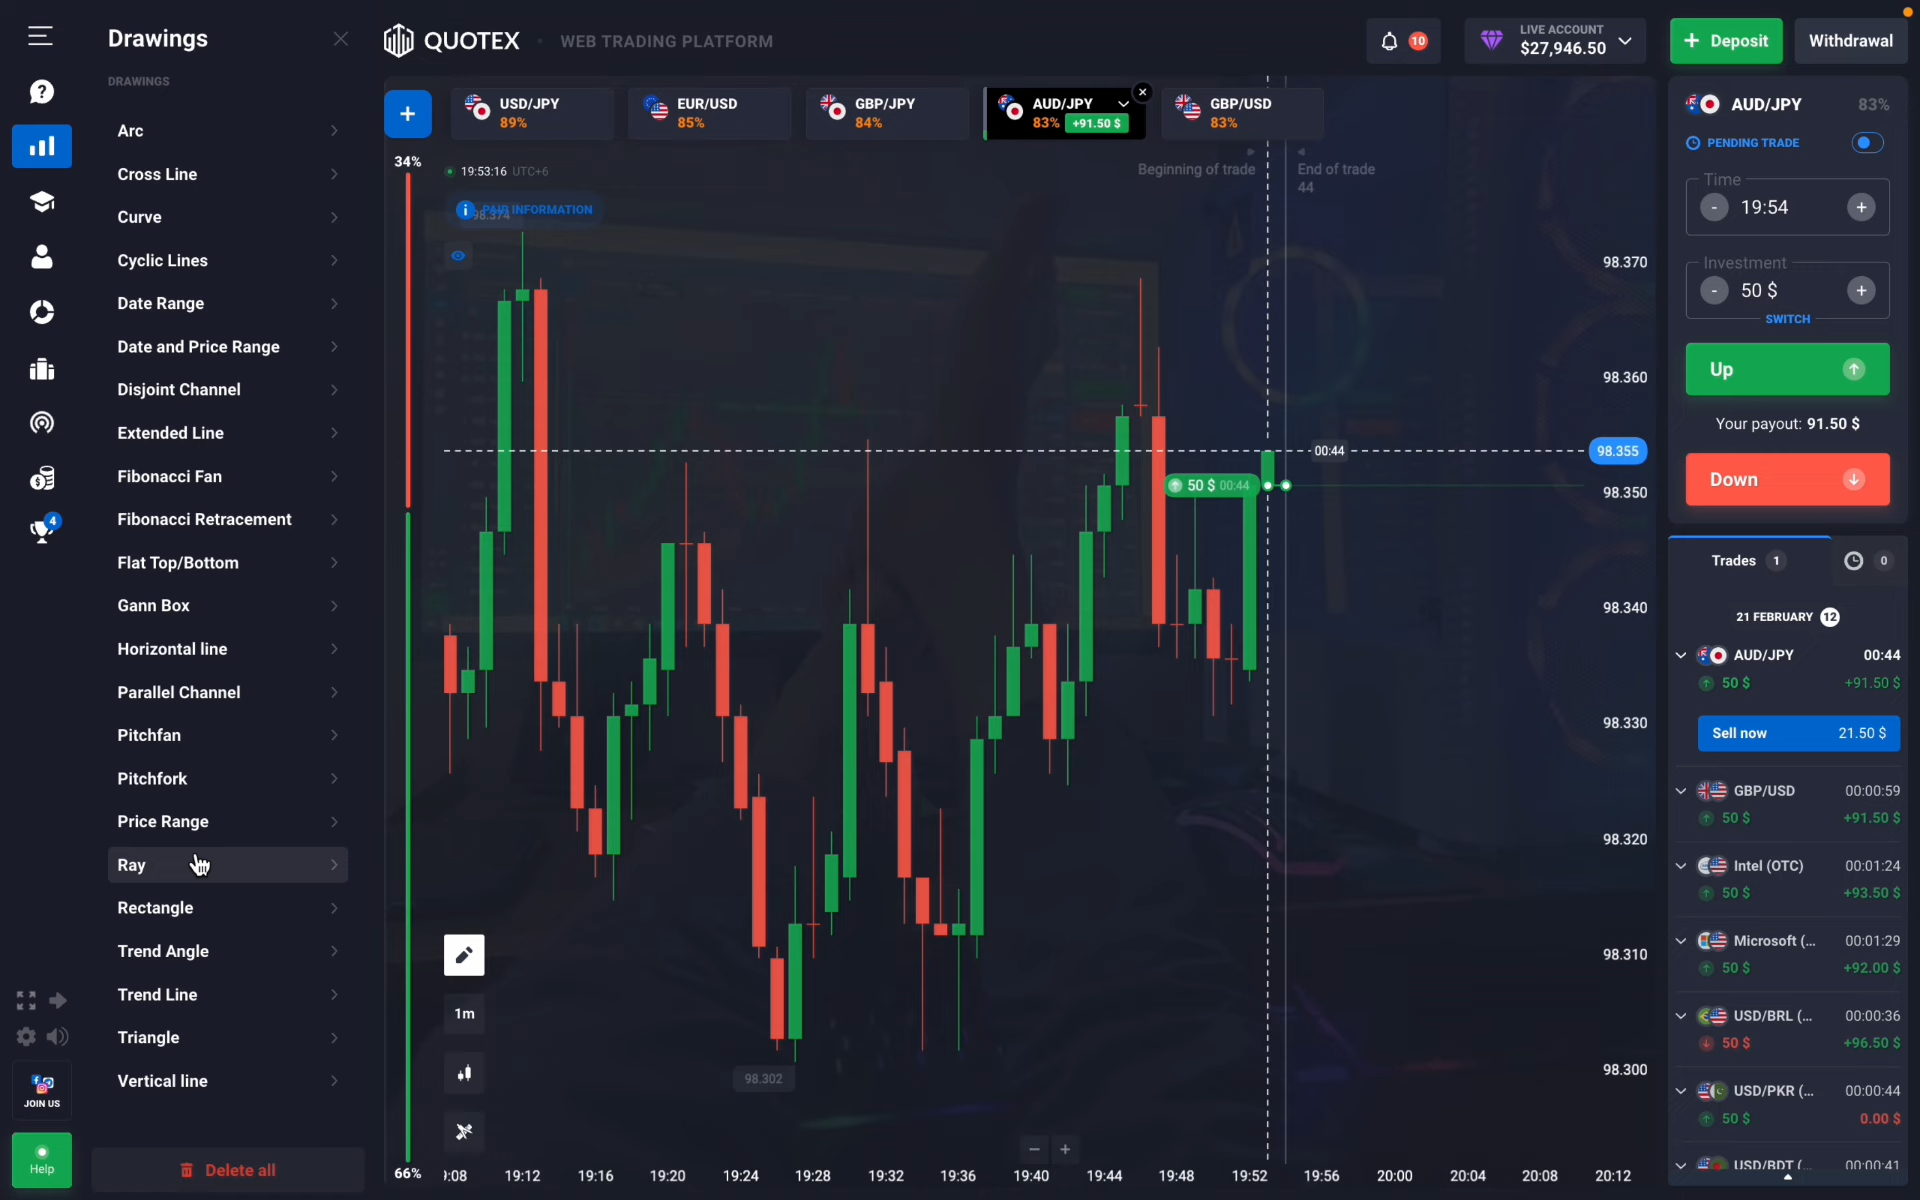 Drawings
DRAWINGS
Arc
Cross Line
Curve
Cyclic Lines
Date Range
Date and Price Range
Disjoint Channel
Extended Line
Fibonacci Fan
Fibonacci Retracement
Flat Top/Bottom
Gann Box
Horizontal line
Parallel Channel
Pitchfan
Pitchfork
Price Range
Ray
Rectangle
Trend Angle
Trend Line
Triangle
Vertical line
Delete all
4
JOIN US
Help
QUOTEX
WEB TRADING PLATFORM
10
LIVE ACCOUNT
$27,946.50
+ Deposit
Withdrawal
+
USD/JPY
89%
EUR/USD
85%
GBP/JPY
84%
AUD/JPY
83% +91.50 $
GBP/USD
83%
34%
19:53:16 UTC+6
PAIR INFORMATION
98.374
Beginning of trade
End of trade
44
98.370
98.360
00:44
98.355
50 $ 00:44
98.350
98.340
98.330
98.320
98.310
98.302
98.300
1m
66%
19:12 19:16 19:20 19:24 19:28 19:32 19:36 19:40 19:44 19:48 19:52 19:56 20:00 20:04 20:08 20:12
AUD/JPY 83%
PENDING TRADE
Time
- 19:54 +
Investment
- 50 $ +
SWITCH
Up
Your payout: 91.50 $
Down
Trades 1
0
21 FEBRUARY 12
AUD/JPY 00:44
50 $ +91.50 $
Sell now 21.50 $
GBP/USD 00:00:59
50 $ +91.50 $
Intel (OTC) 00:01:24
50 $ +93.50 $
Microsoft (... 00:01:29
50 $ +92.00 $
USD/BRL (... 00:00:36
50 $ +96.50 $
USD/PKR (... 00:00:44
50 $ 0.00 $
USD/BDT (... 00:00:41